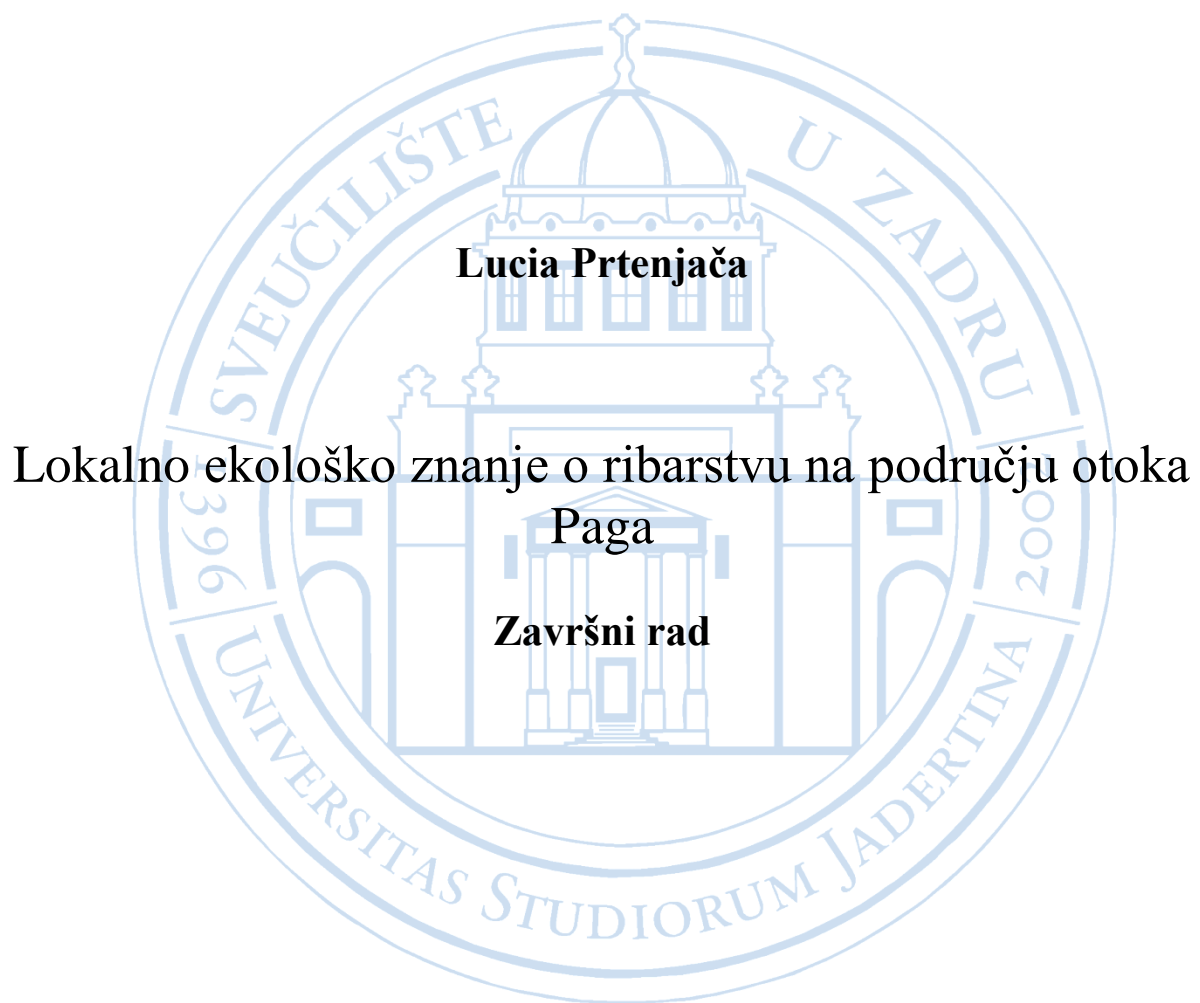 SVEUČILIŠTE U ZADRU
Lucia Prtenjača
Lokalno ekološko znanje o ribarstvu na području otoka
Paga
1396
2002
Završni rad
UNIVERSITAS STUDIORUM JADERTINA